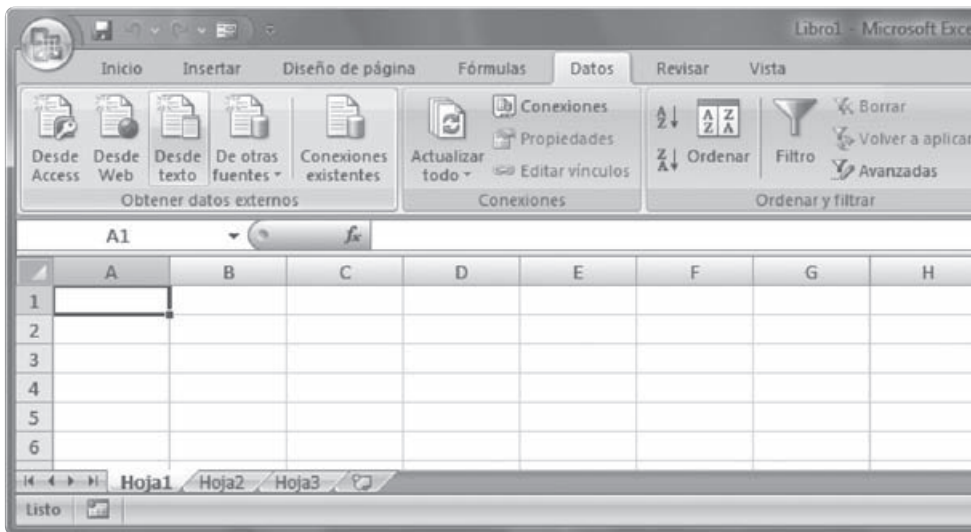 Libro1 - Microsoft Exce
Inicio Insertar Diseño de página Fórmulas Datos Revisar Vista
Desde Access
Desde Web
Desde texto
De otras fuentes
Conexiones existentes
Obtener datos externos
Actualizar todo
Conexiones
Propiedades
Editar vínculos
Conexiones
Ordenar
Filtro
Borrar
Volver a aplicar
Avanzadas
Ordenar y filtrar
A1 fx
A B C D E F G H
1
2
3
4
5
6
Hoja1 Hoja2 Hoja3
Listo